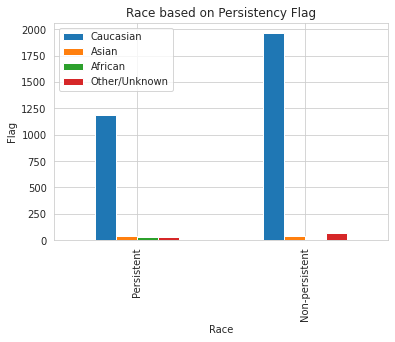 Race based on Persistency Flag
Caucasian
Asian
African
Other/Unknown
2000
1750
1500
1250
1000
750
500
250
0
Flag
Persistent
Non-persistent
Race